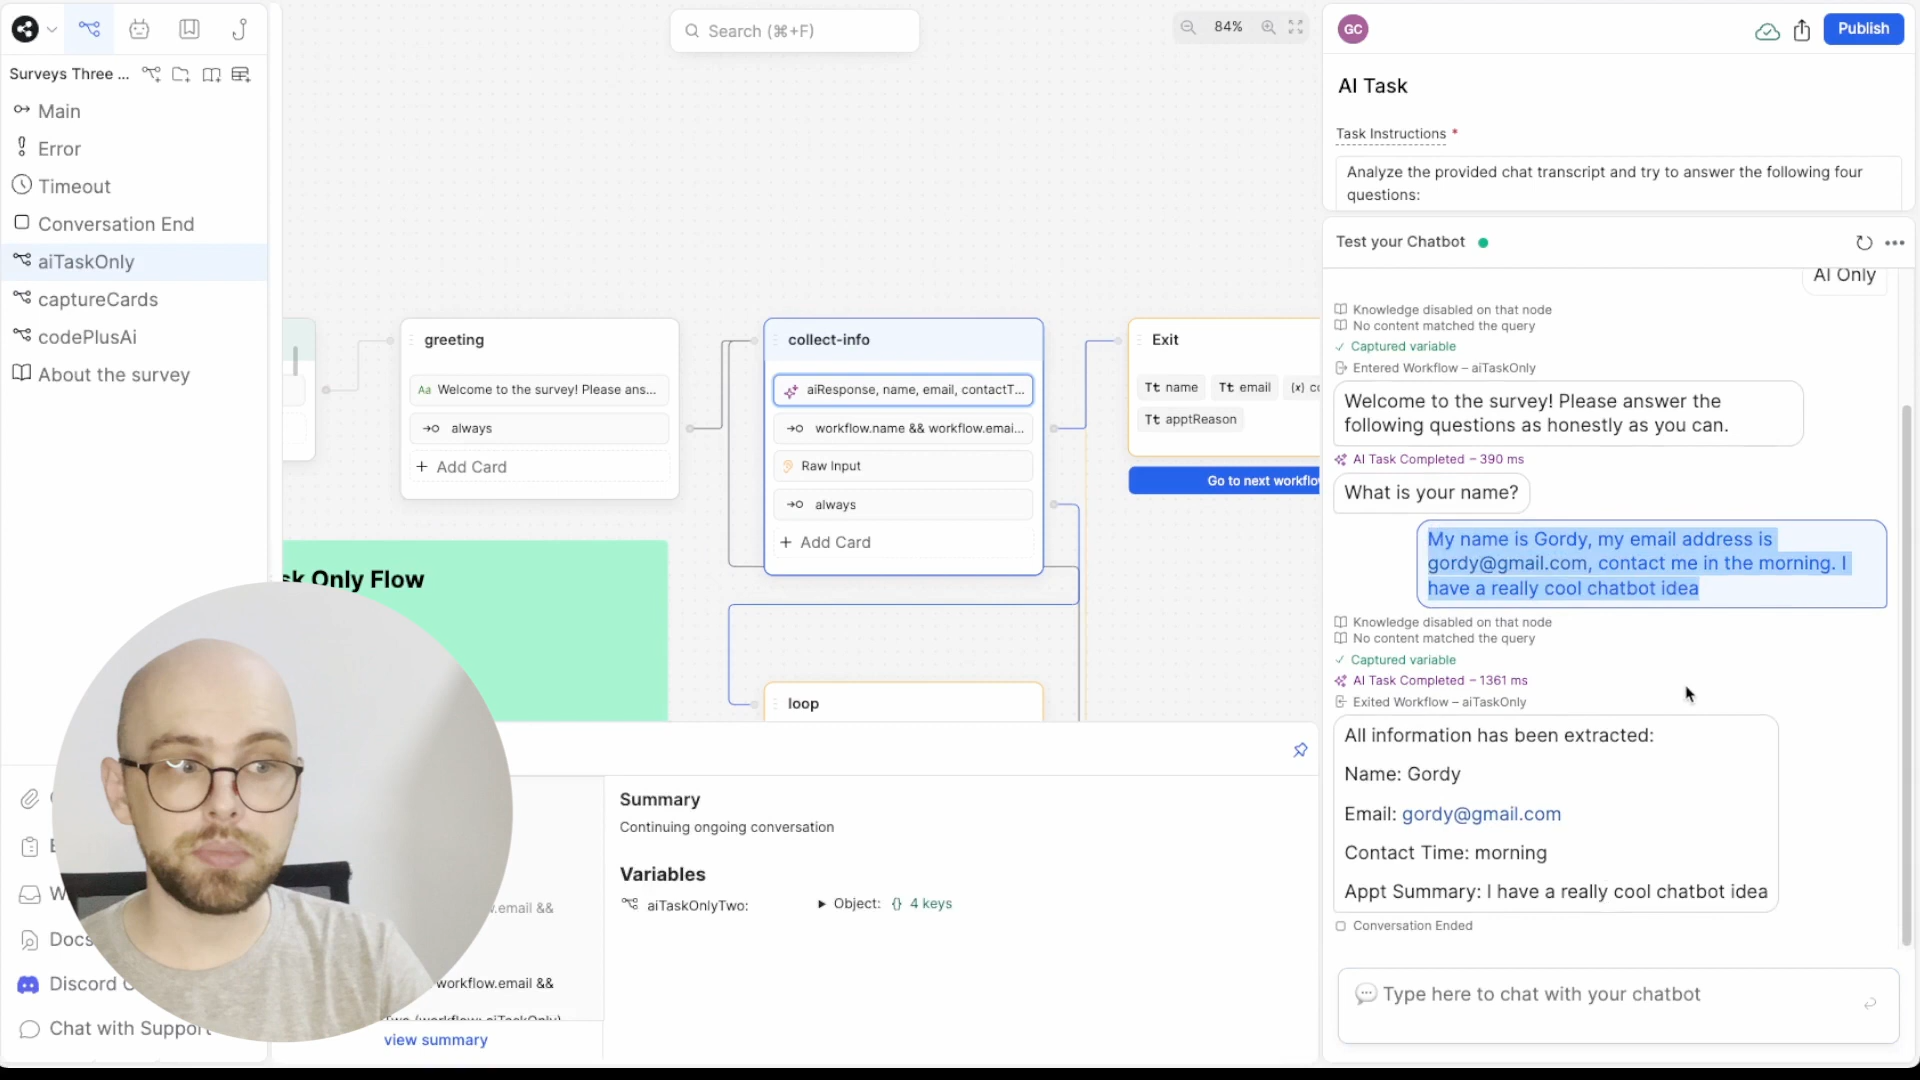 Surveys Three ...
Main
Error
Timeout
Conversation End
aiTaskOnly
captureCards
codePlusAi
About the survey
Docs
Discord
Chat with Support
Search (⌘+F)
84%
greeting
Aa Welcome to the survey! Please ans...
always
+ Add Card
collect-info
aiResponse, name, email, contactT...
workflow.name && workflow.emai...
Raw Input
always
+ Add Card
Exit
Tt name Tt email (x)
Tt apptReason
Go to next workflow
Only Flow
loop
.email &&
workflow.email &&
view summary
Summary
Continuing ongoing conversation
Variables
aiTaskOnlyTwo: Object: {} 4 keys
GC
Publish
AI Task
Task Instructions *
Analyze the provided chat transcript and try to answer the following four
questions:
Test your Chatbot
AI Only
Knowledge disabled on that node
No content matched the query
Captured variable
Entered Workflow – aiTaskOnly
Welcome to the survey! Please answer the
following questions as honestly as you can.
AI Task Completed – 390 ms
What is your name?
My name is Gordy, my email address is
gordy@gmail.com, contact me in the morning. I
have a really cool chatbot idea
Knowledge disabled on that node
No content matched the query
Captured variable
AI Task Completed – 1361 ms
Exited Workflow – aiTaskOnly
All information has been extracted:
Name: Gordy
Email: gordy@gmail.com
Contact Time: morning
Appt Summary: I have a really cool chatbot idea
Conversation Ended
Type here to chat with your chatbot